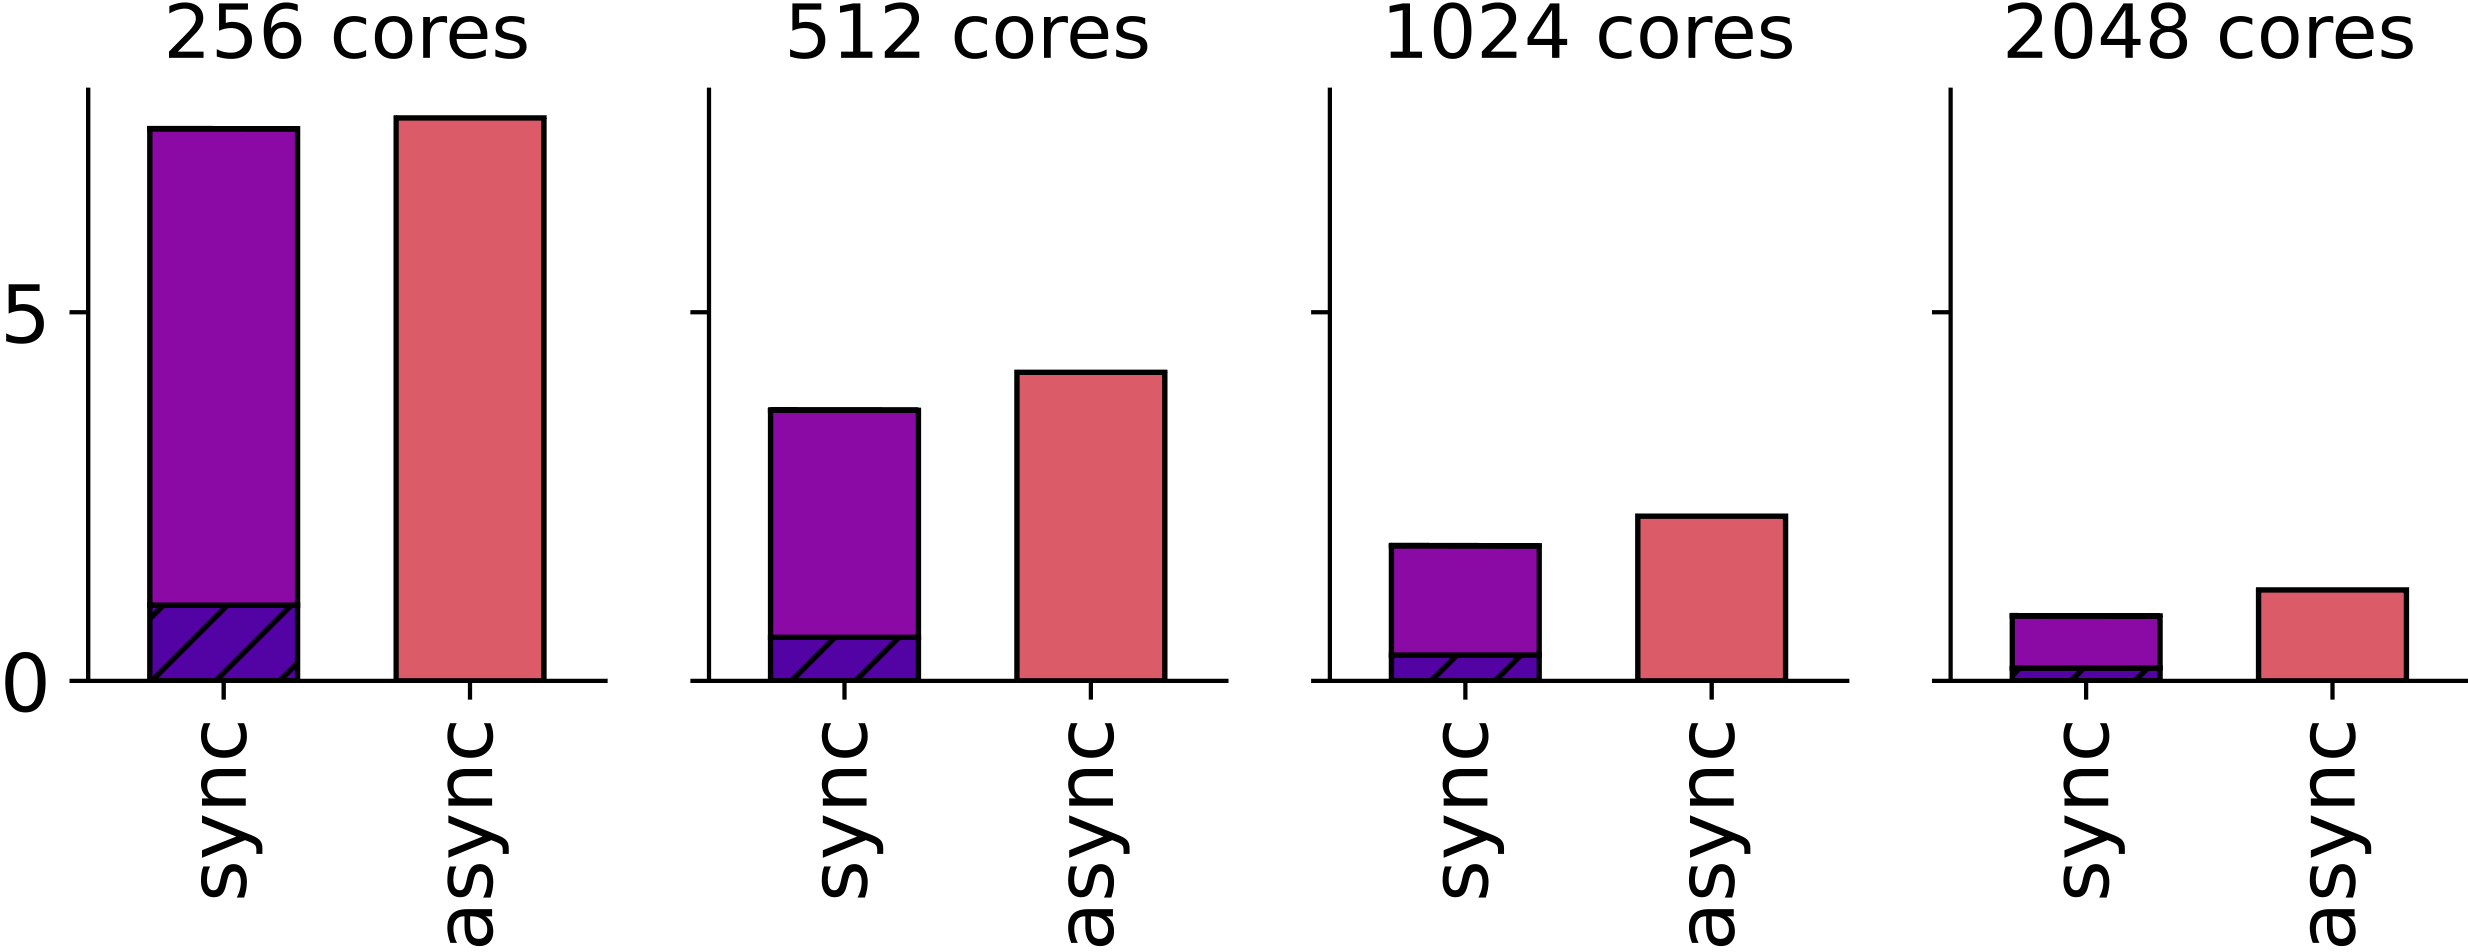 256 cores
512 cores
1024 cores
2048 cores
5
0
sync
async
sync
async
sync
async
sync
async